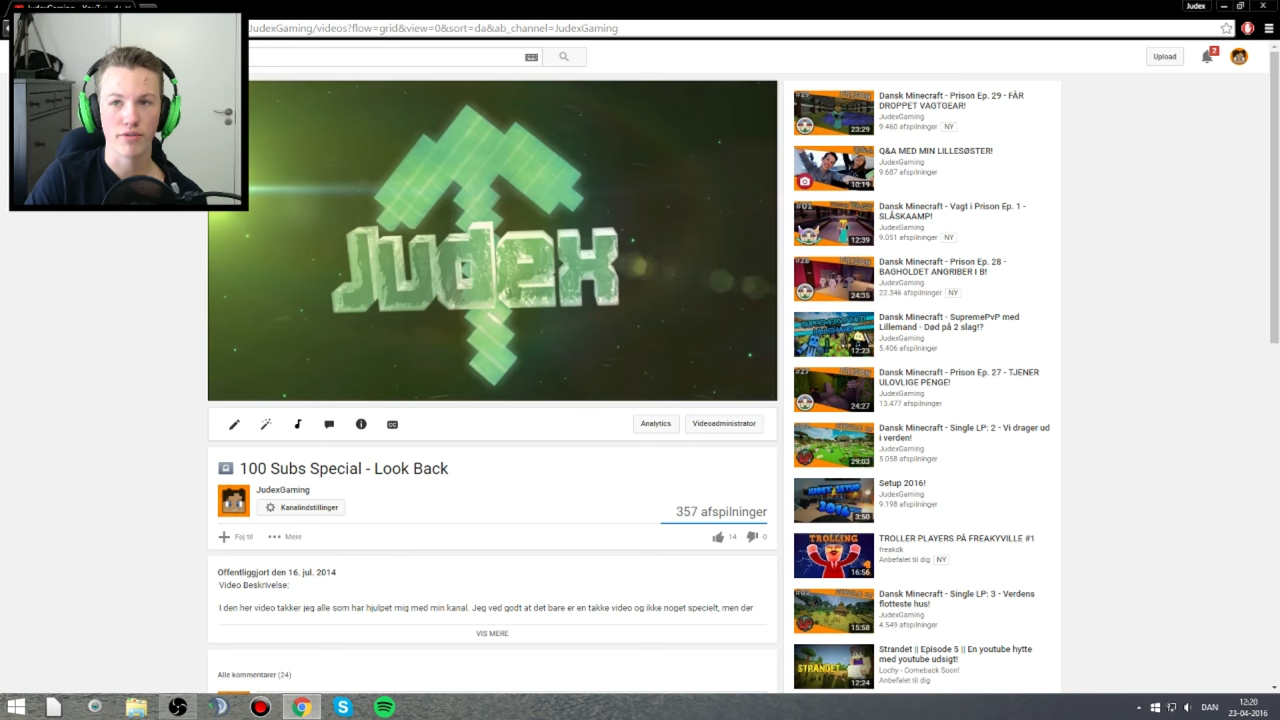 JudexGaming - YouTube
Judex
JudexGaming/videos?flow=grid&view=0&sort=da&ab_channel=JudexGaming
Upload
2
Judex
Analytics
Videoadministrator
100 Subs Special - Look Back
JudexGaming
Kanalindstillinger
357 afspilninger
Føj til
Mere
14
0
Offentliggjort den 16. jul. 2014
Video Beskrivelse:
I den her video takker jeg alle som har hjulpet mig med min kanal. Jeg ved godt at det bare er en takke video og ikke noget specielt, men der
VIS MERE
Alle kommentarer (24)
Dansk Minecraft - Prison Ep. 29 - FÅR
DROPPET VAGTGEAR!
JudexGaming
9.460 afspilninger NY
23:29
Q&A MED MIN LILLESØSTER!
JudexGaming
9.687 afspilninger
10:19
Dansk Minecraft - Vagt i Prison Ep. 1 -
SLÅSKAAMP!
JudexGaming
9.051 afspilninger NY
12:39
Dansk Minecraft - Prison Ep. 28 -
BAGHOLDET ANGRIBER I B!
JudexGaming
22.346 afspilninger NY
24:35
Dansk Minecraft - SupremePvP med
Lillemand - Død på 2 slag!?
JudexGaming
5.406 afspilninger
12:23
Dansk Minecraft - Prison Ep. 27 - TJENER
ULOVLIGE PENGE!
JudexGaming
13.477 afspilninger
24:27
Dansk Minecraft - Single LP: 2 - Vi drager ud
i verden!
JudexGaming
5.058 afspilninger
29:03
Setup 2016!
JudexGaming
9.198 afspilninger
JUDEX SETUP
2016
3:50
TROLLER PLAYERS PÅ FREAKYVILLE #1
freakdk
Anbefalet til dig NY
TROLLING
16:56
Dansk Minecraft - Single LP: 3 - Verdens
flotteste hus!
JudexGaming
4.549 afspilninger
15:58
Strandet || Episode 5 || En youtube hytte
med youtube udsigt!
Lochy - Comeback Soon!
Anbefalet til dig
STRANDET
12:24
DAN
12:20
23-04-2016